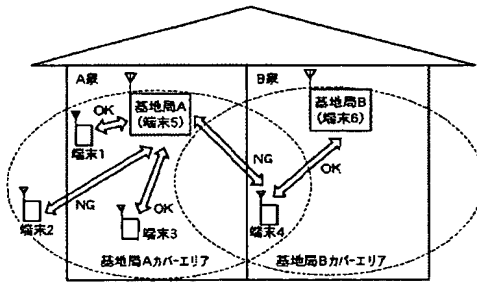 A宅
B宅
基地局A
(端末5)
基地局B
(端末6)
OK
端末1
NG
OK
NG
OK
端末2
端末3
端末4
基地局Aカバーエリア
基地局Bカバーエリア